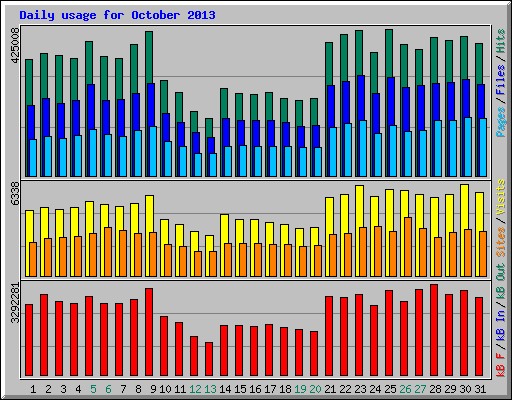 Daily usage for October 2013
425008
Pages / Files / Hits
6338
Sites / Visits
3292281
kB F / kB In / kB Out
1 2 3 4 5 6 7 8 9 10 11 12 13 14 15 16 17 18 19 20 21 22 23 24 25 26 27 28 29 30 31